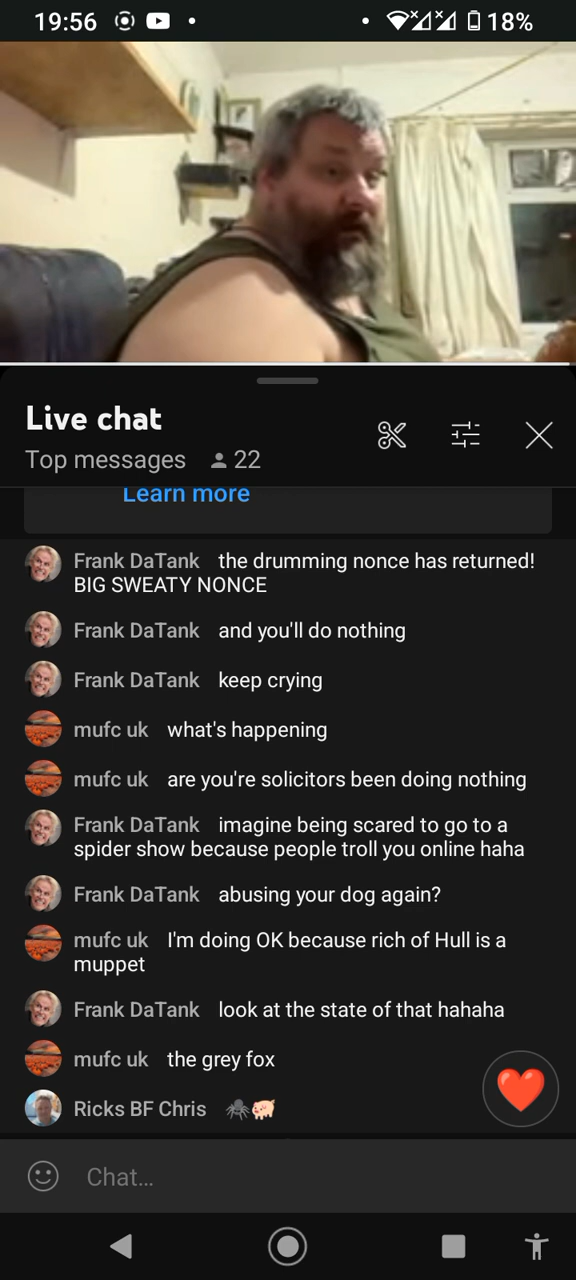 19:56
18%
Live chat
Top messages 22
Learn more
Frank DaTank the drumming nonce has returned!
BIG SWEATY NONCE
Frank DaTank and you'll do nothing
Frank DaTank keep crying
mufc uk what's happening
mufc uk are you're solicitors been doing nothing
Frank DaTank imagine being scared to go to a
spider show because people troll you online haha
Frank DaTank abusing your dog again?
mufc uk I'm doing OK because rich of Hull is a
muppet
Frank DaTank look at the state of that hahaha
mufc uk the grey fox
Ricks BF Chris 🕷️🐖
Chat...